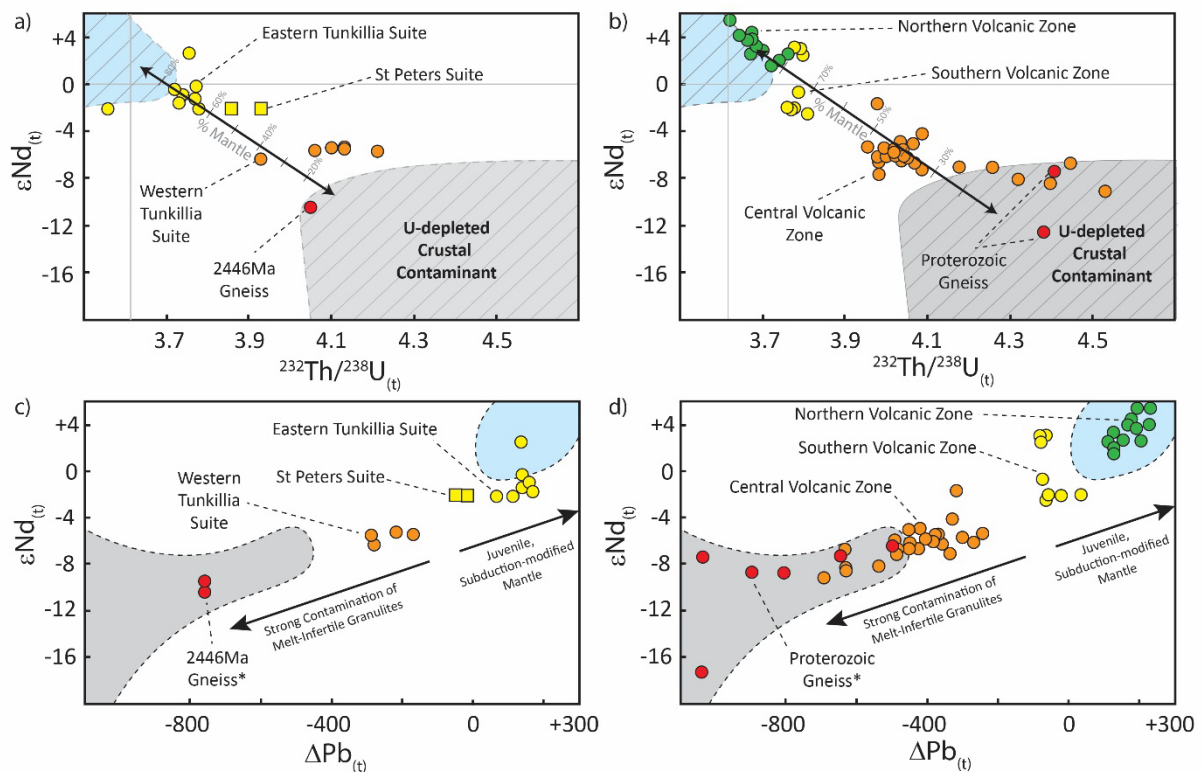 a)
εNd(t)
+4
0
-4
-8
-12
-16
Eastern Tunkillia Suite
St Peters Suite
80%
60%
40%
20%
% Mantle
Western
Tunkillia
Suite
2446Ma
Gneiss
U-depleted
Crustal
Contaminant
3.7
3.9
4.1
4.3
4.5
232Th/238U(t)
b)
εNd(t)
+4
0
-4
-8
-12
-16
Northern Volcanic Zone
Southern Volcanic Zone
70%
50%
30%
% Mantle
Central Volcanic
Zone
Proterozoic
Gneiss
U-depleted
Crustal
Contaminant
3.7
3.9
4.1
4.3
4.5
232Th/238U(t)
c)
εNd(t)
+4
0
-4
-8
-12
-16
Eastern Tunkillia Suite
St Peters Suite
Western
Tunkillia
Suite
Juvenile,
Subduction-modified
Mantle
Strong Contamination of
Melt-Infertile Granulites
2446Ma
Gneiss*
-800
-400
0
+300
ΔPb(t)
d)
εNd(t)
+4
0
-4
-8
-12
-16
Northern Volcanic Zone
Southern Volcanic Zone
Central Volcanic Zone
Juvenile,
Subduction-modified
Mantle
Strong Contamination of
Melt-Infertile Granulites
Proterozoic
Gneiss*
-800
-400
0
+300
ΔPb(t)